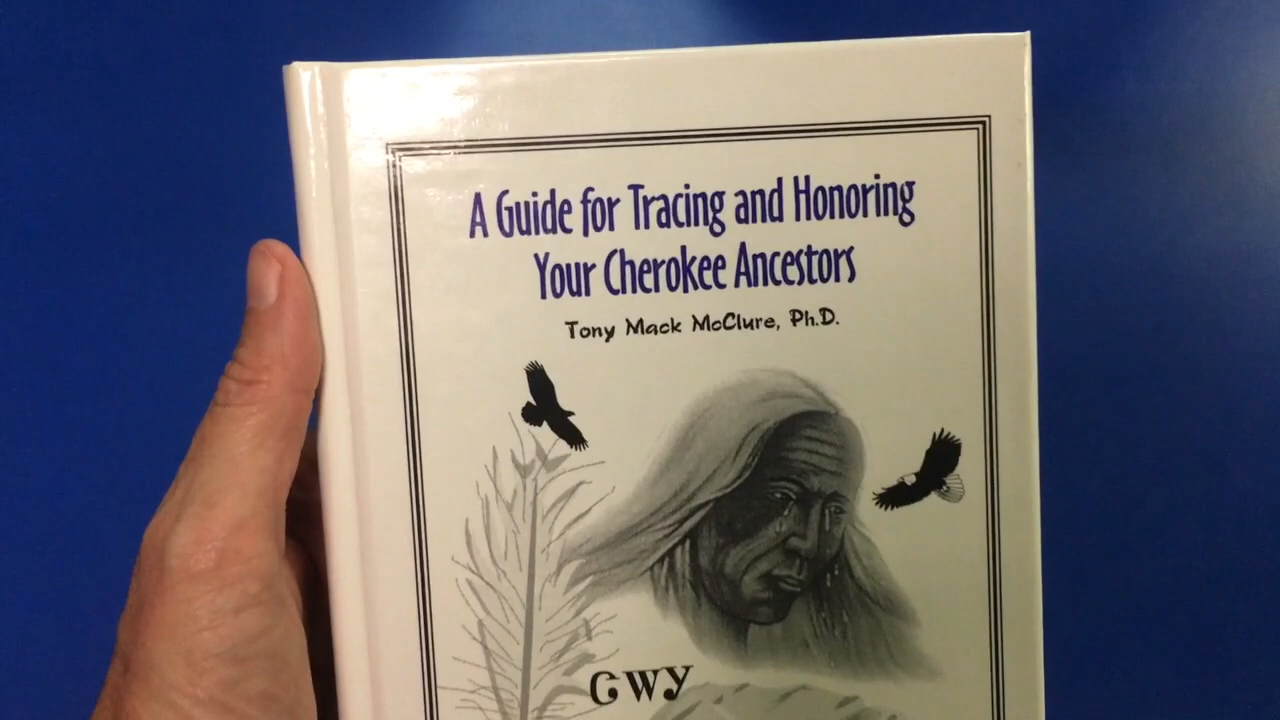 A Guide for Tracing and Honoring
Your Cherokee Ancestors
Tony Mack McClure, Ph.D.
ᏣᎳᎩ